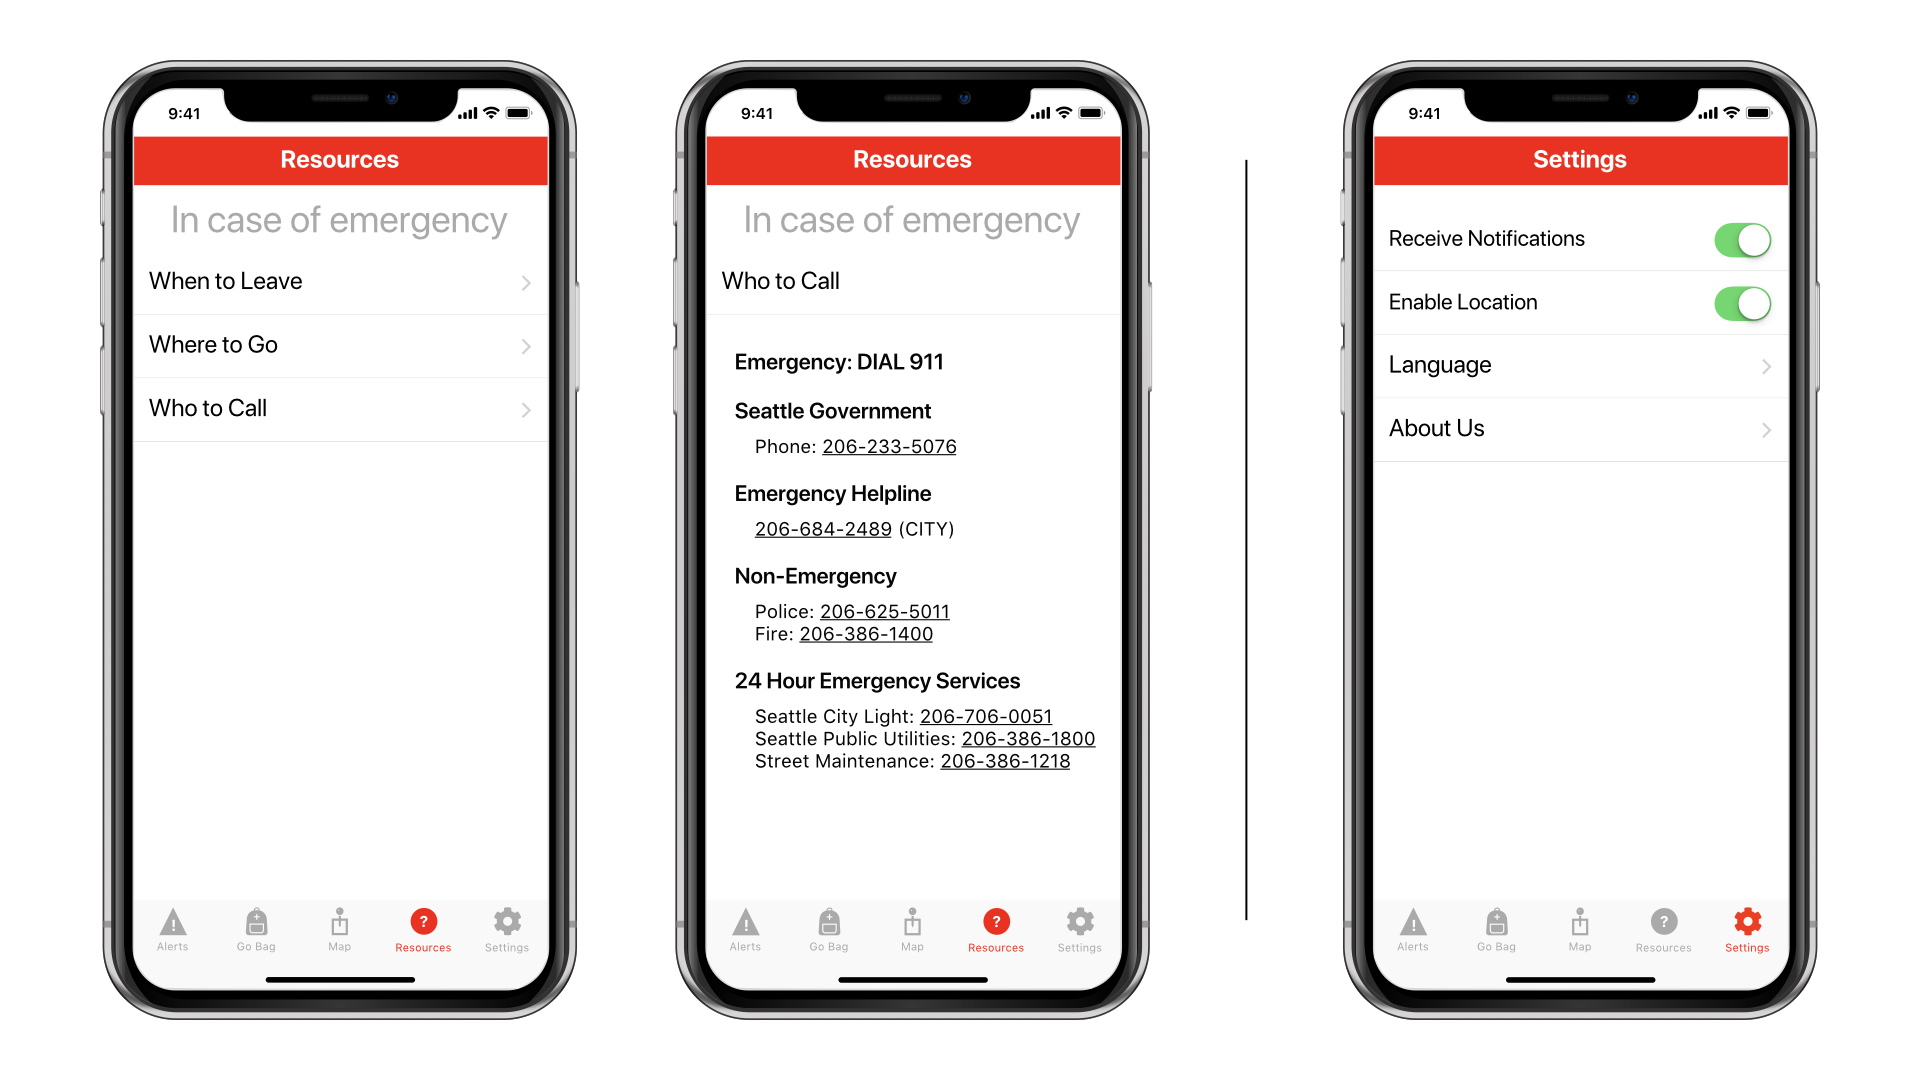 9:41
Resources
In case of emergency
When to Leave
Where to Go
Who to Call
Alerts
Go Bag
Map
Resources
Settings
9:41
Resources
In case of emergency
Who to Call
Emergency: DIAL 911
Seattle Government
Phone: 206-233-5076
Emergency Helpline
206-684-2489 (CITY)
Non-Emergency
Police: 206-625-5011
Fire: 206-386-1400
24 Hour Emergency Services
Seattle City Light: 206-706-0051
Seattle Public Utilities: 206-386-1800
Street Maintenance: 206-386-1218
Alerts
Go Bag
Map
Resources
Settings
9:41
Settings
Receive Notifications
Enable Location
Language
About Us
Alerts
Go Bag
Map
Resources
Settings